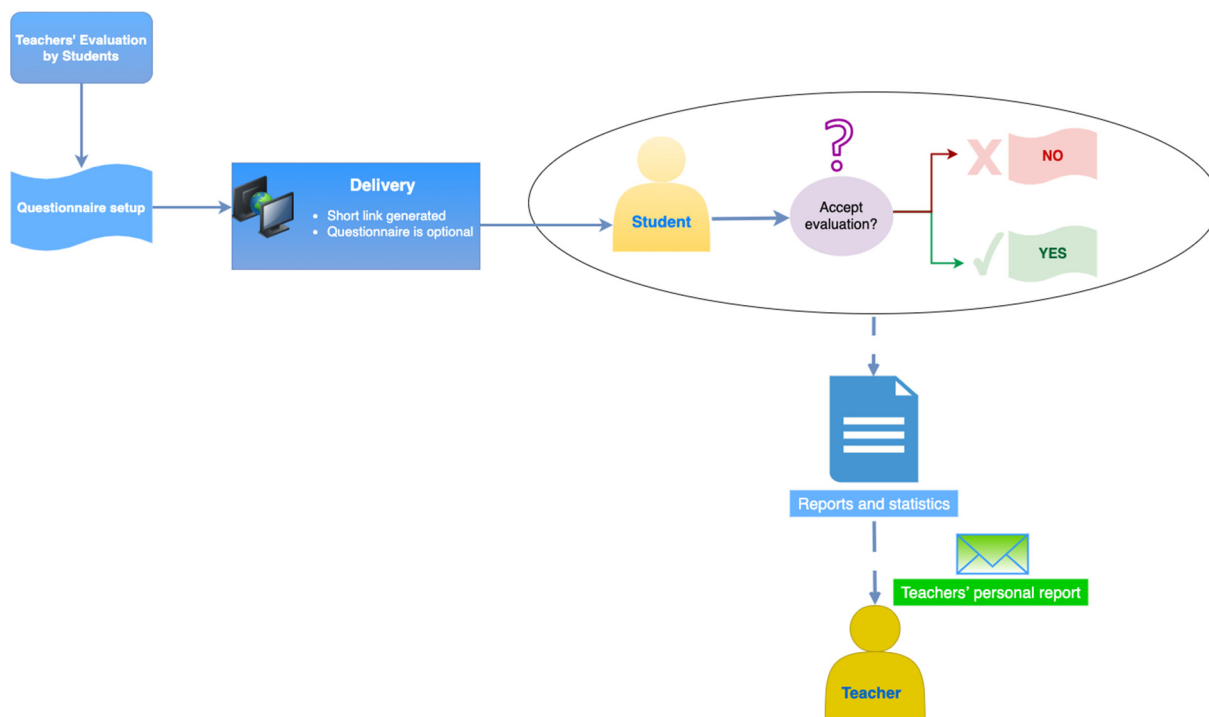 Teachers' Evaluation
by Students
Questionnaire setup
Delivery
• Short link generated
• Questionnaire is optional
Student
?
Accept
evaluation?
X
NO
YES
Reports and statistics
Teachers’ personal report
Teacher